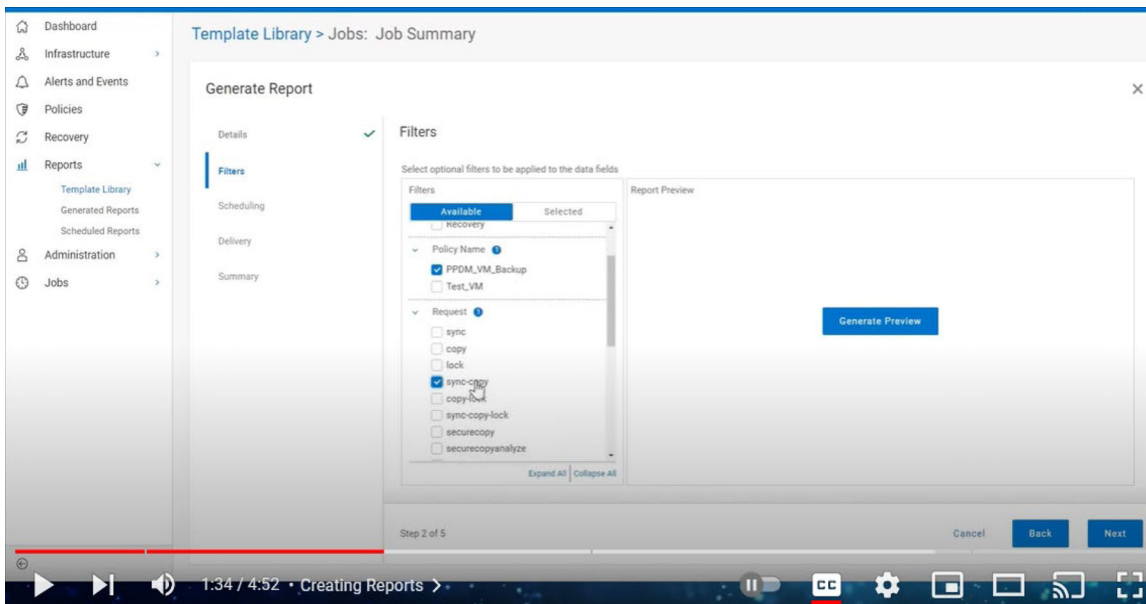 Dashboard
Infrastructure
Alerts and Events
Policies
Recovery
Reports
Template Library
Generated Reports
Scheduled Reports
Administration
Jobs
Template Library > Jobs: Job Summary
Generate Report
Details
Filters
Scheduling
Delivery
Summary
Filters
Select optional filters to be applied to the data fields
Filters
Available Selected
Recovery
Policy Name 1
PPDM_VM_Backup
Test_VM
Request 1
sync
copy
lock
sync-copy
copy-lock
sync-copy-lock
securecopy
securecopyanalyze
Expand All Collapse All
Report Preview
Generate Preview
Step 2 of 5
Cancel Back Next
1:34 / 4:52 • Creating Reports >
CC